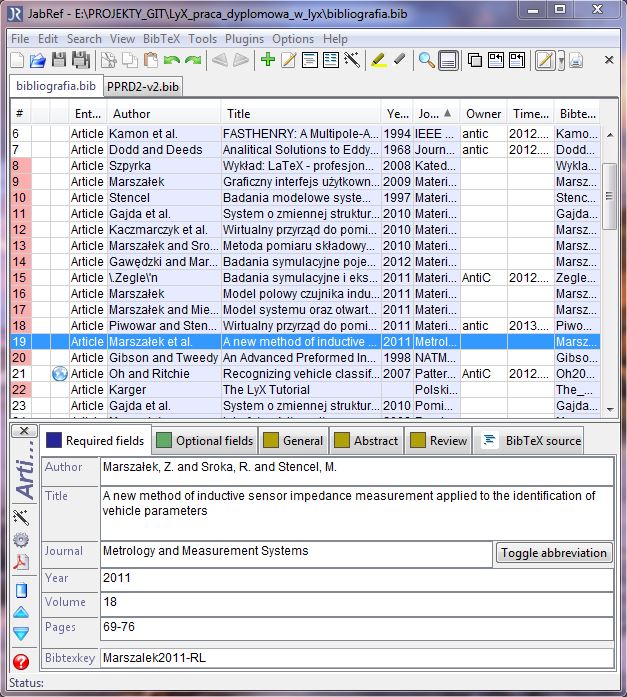 JabRef - E:\PROJEKTY_GIT\LyX_praca_dyplomowa_w_lyx\bibliografia.bib
File Edit Search View BibTeX Tools Plugins Options Help
bibliografia.bib PPRD2-v2.bib
# Ent... Author Title Ye... Jo... Owner Time... Bibte...
6 Article Kamon et al. FASTHENRY: A Multipole-A... 1994 IEEE ... antic 2012.... Kamo...
7 Article Dodd and Deeds Analitical Solutions to Eddy... 1968 Journ... antic 2012.... Dodd...
8 Article Szpyrka Wykład: LaTeX - profesjon... 2008 Kated... Wykla...
9 Article Marszałek Graficzny interfejs użytkown... 2009 Materi... Marsz...
10 Article Stencel Badania modelowe syste... 1997 Materi... Stenc...
11 Article Gajda et al. System o zmiennej struktur... 2010 Materi... Gajda...
12 Article Kaczmarczyk et al. Wirtualny przyrząd do pomi... 2010 Materi... Kacz...
13 Article Marszałek and Sro... Metoda pomiaru składowy... 2010 Materi... Marsz...
14 Article Gawędzki and Mar... Badania symulacyjne poje... 2012 Materi... Gawe...
15 Article \.Zegle\'n Badania symulacyjne i eks... 2011 Materi... AntiC 2012.... Zegle...
16 Article Marszałek Model polowy czujnika indu... 2011 Materi... Marsz...
17 Article Marszałek and Mie... Model systemu oraz otwart... 2011 Materi... Marsz...
18 Article Piwowar and Sten... Wirtualny przyrząd do pomi... 2011 Materi... antic 2013.... Piwo...
19 Article Marszałek et al. A new method of inductive ... 2011 Metrol... Marsz...
20 Article Gibson and Tweedy An Advanced Preformed In... 1998 NATM... Gibso...
21 Article Oh and Ritchie Recognizing vehicle classif... 2007 Patter... AntiC 2012.... Oh20...
22 Article Karger The LyX Tutorial Polski... The_...
23 Article Gajda et al. System o zmiennej struktur... 2010 Pomi... Gajda...
Arti...
Required fields Optional fields General Abstract Review BibTeX source
Author Marszałek, Z. and Sroka, R. and Stencel, M.
Title A new method of inductive sensor impedance measurement applied to the identification of
vehicle parameters
Journal Metrology and Measurement Systems Toggle abbreviation
Year 2011
Volume 18
Pages 69-76
Bibtexkey Marszalek2011-RL
Status: